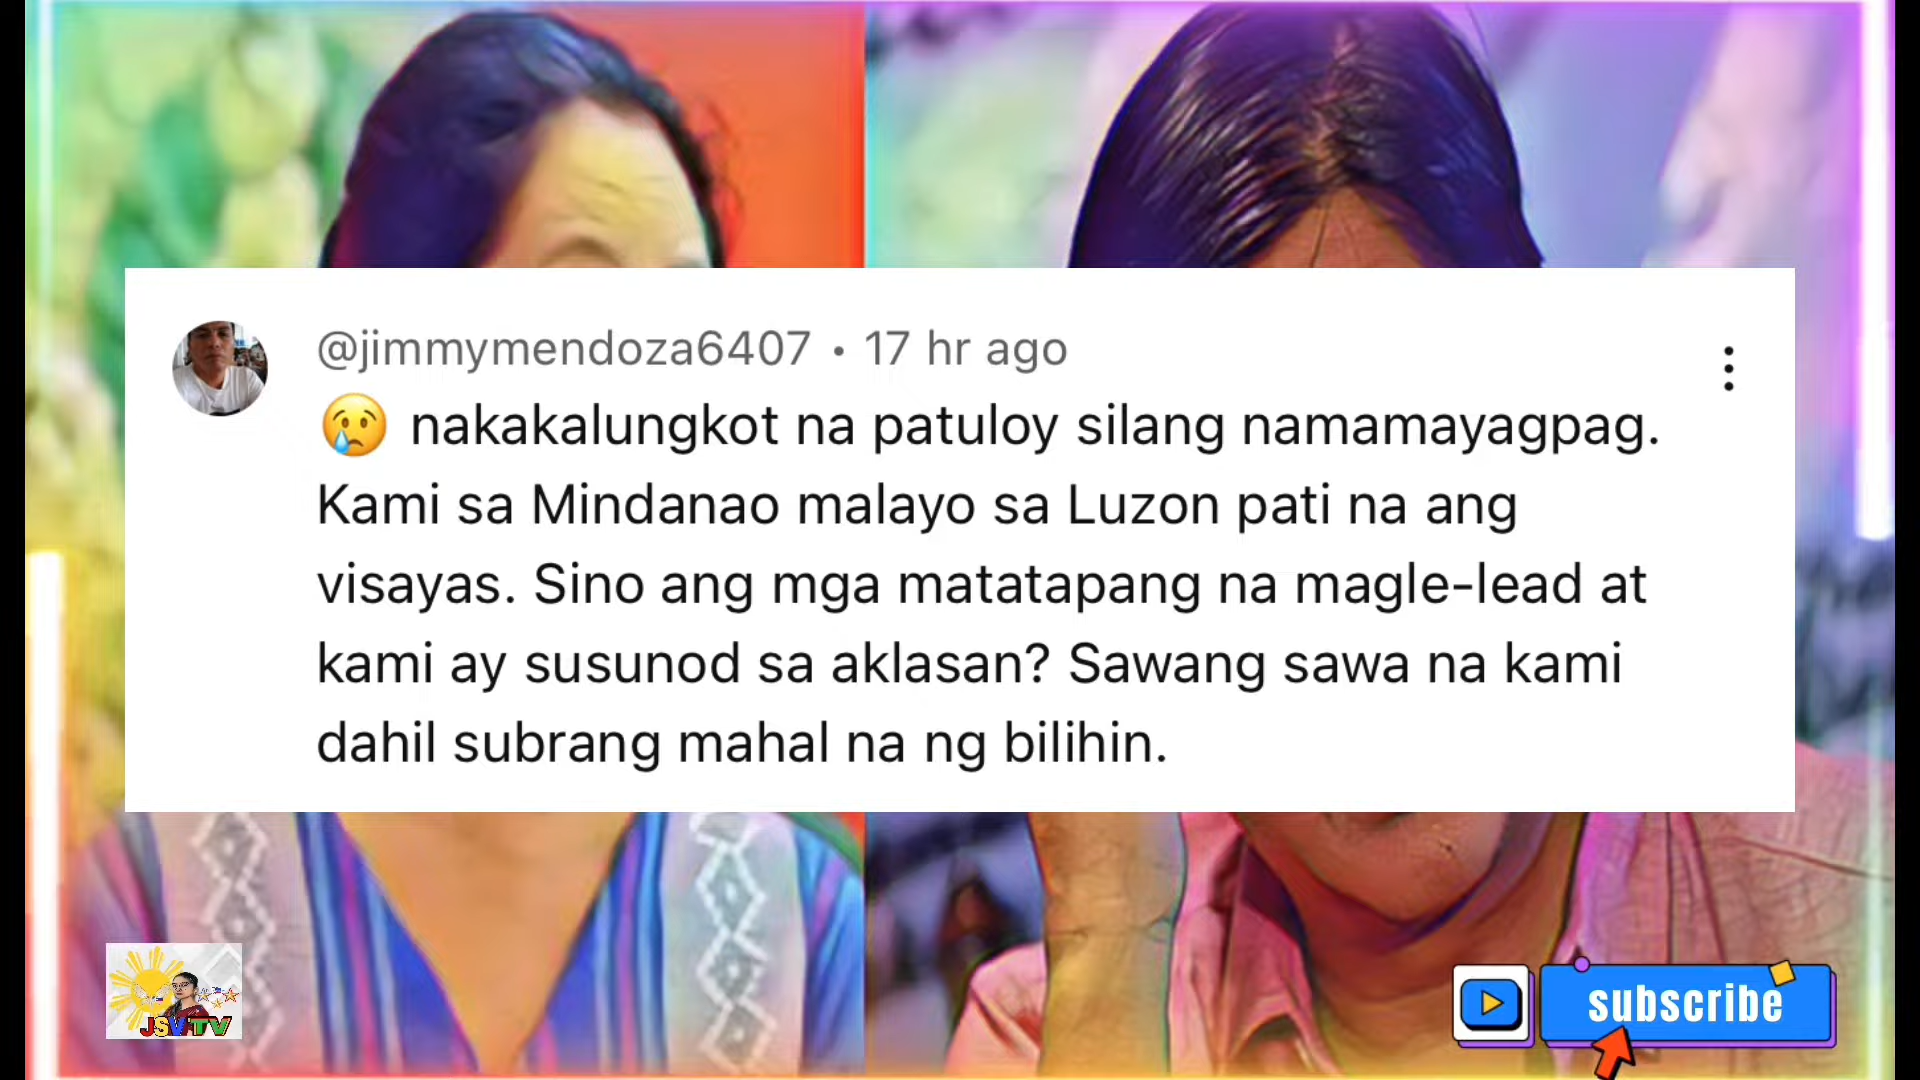 @jimmymendoza6407 • 17 hr ago
😢 nakakalungkot na patuloy silang namamayagpag.
Kami sa Mindanao malayo sa Luzon pati na ang
visayas. Sino ang mga matatapang na magle-lead at
kami ay susunod sa aklasan? Sawang sawa na kami
dahil subrang mahal na ng bilihin.
JSV TV
subscribe